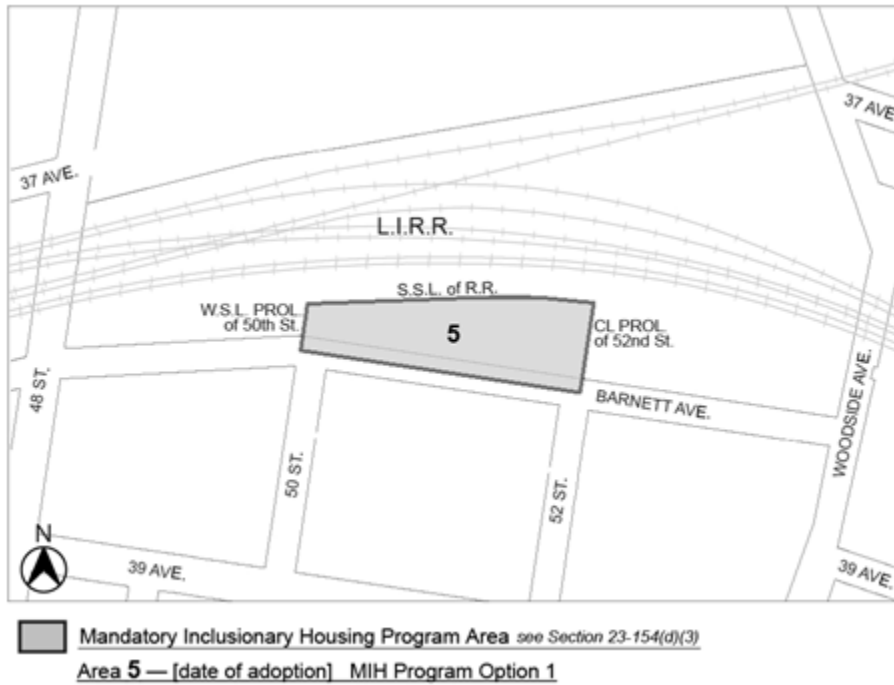 37 AVE.
37 AVE.
L.I.R.R.
S.S.L. of R.R.
W.S.L. PROL.
of 50th St.
5
CL PROL.
of 52nd St.
48 ST.
BARNETT AVE.
WOODSIDE AVE.
50 ST.
52 ST.
N
39 AVE.
39 AVE.
Mandatory Inclusionary Housing Program Area see Section 23-154(d)(3)
Area 5 — [date of adoption] MIH Program Option 1